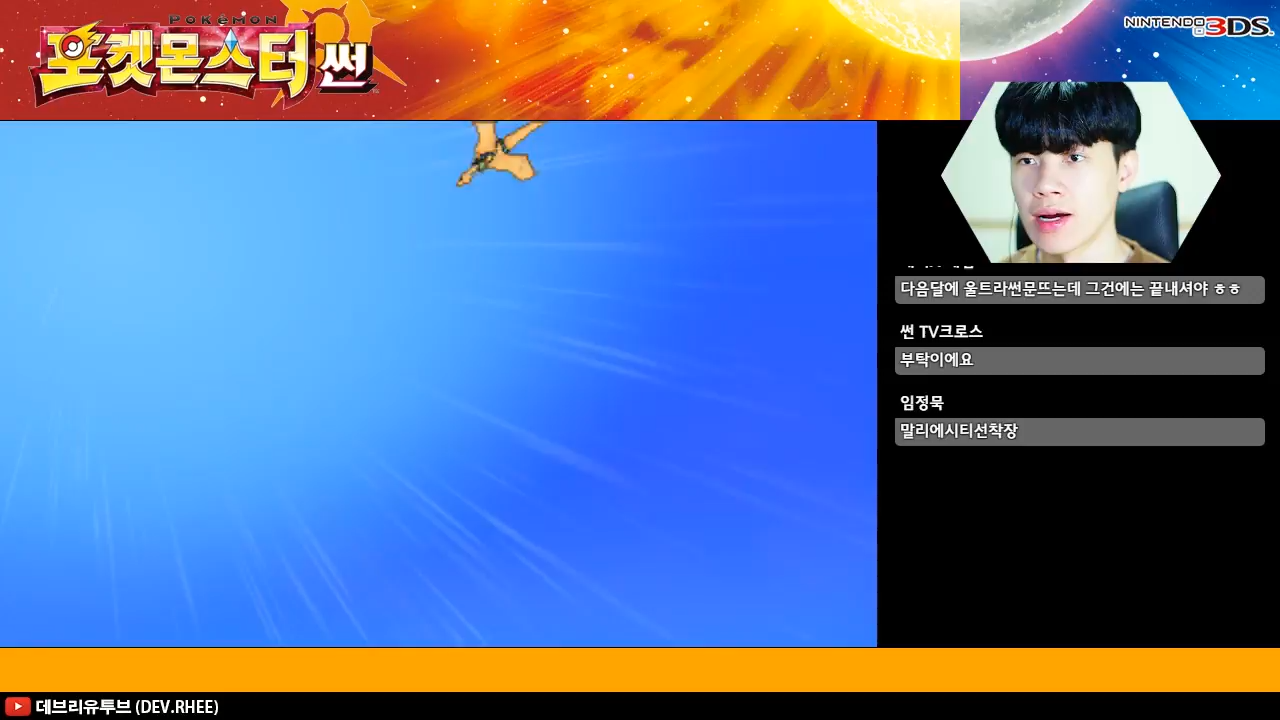 POKéMON
포켓몬스터 썬
NINTENDO 3DS
다음달에 울트라썬문뜨는데 그건에는 끝내셔야 ㅎㅎ
썬 TV크로스
부탁이에요
임정묵
말리에시티선착장
데브리유투브 (DEV.RHEE)